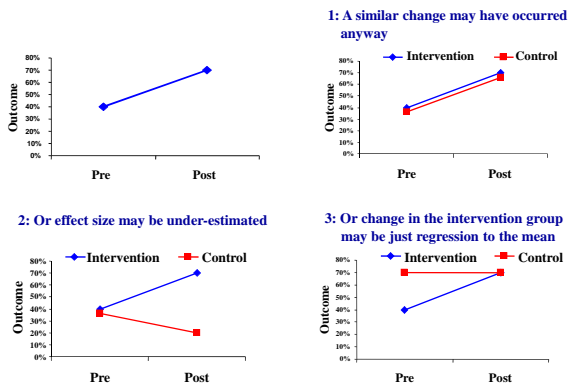 80%
70%
60%
50%
40%
30%
20%
10%
0%
Outcome
Pre Post
1: A similar change may have occurred
anyway
Intervention Control
80%
70%
60%
50%
40%
30%
20%
10%
0%
Outcome
Pre Post
2: Or effect size may be under-estimated
Intervention Control
80%
70%
60%
50%
40%
30%
20%
10%
0%
Outcome
Pre Post
3: Or change in the intervention group
may be just regression to the mean
Intervention Control
80%
70%
60%
50%
40%
30%
20%
10%
0%
Outcome
Pre Post